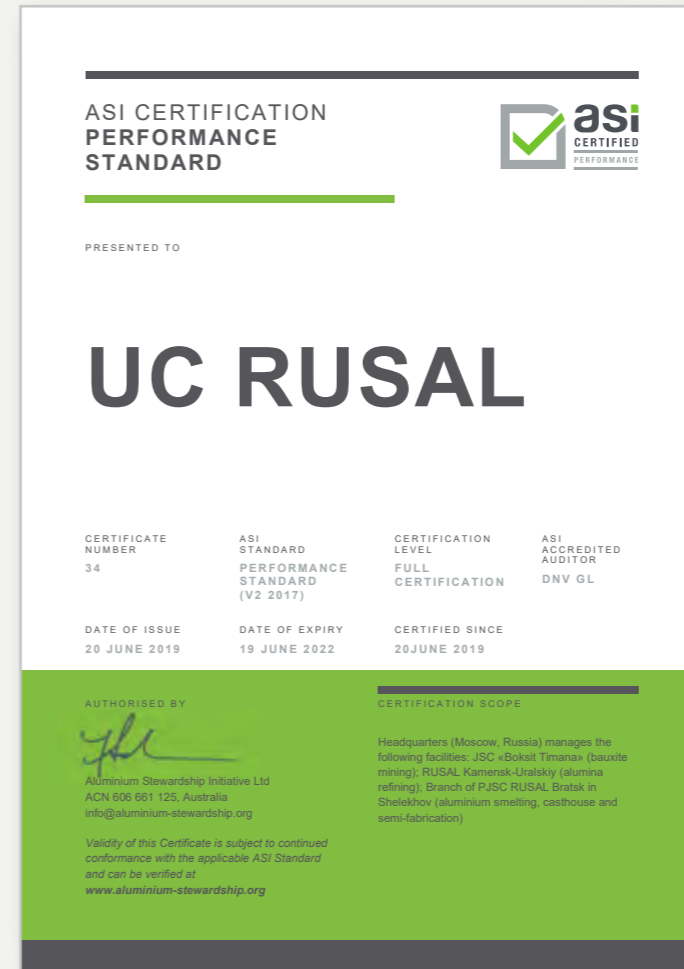 ASI CERTIFICATION
PERFORMANCE
STANDARD
asi
CERTIFIED
PERFORMANCE
PRESENTED TO
UC RUSAL
CERTIFICATE
NUMBER
34
ASI
STANDARD
PERFORMANCE
STANDARD
(V2 2017)
CERTIFICATION
LEVEL
FULL
CERTIFICATION
ASI
ACCREDITED
AUDITOR
DNV GL
DATE OF ISSUE
20 JUNE 2019
DATE OF EXPIRY
19 JUNE 2022
CERTIFIED SINCE
20JUNE 2019
AUTHORISED BY
Aluminium Stewardship Initiative Ltd
ACN 606 661 125, Australia
info@aluminium-stewardship.org
Validity of this Certificate is subject to continued
conformance with the applicable ASI Standard
and can be verified at
www.aluminium-stewardship.org
CERTIFICATION SCOPE
Headquarters (Moscow, Russia) manages the
following facilities: JSC «Boksit Timana» (bauxite
mining); RUSAL Kamensk-Uralskiy (alumina
refining); Branch of PJSC RUSAL Bratsk in
Shelekhov (aluminium smelting, casthouse and
semi-fabrication)